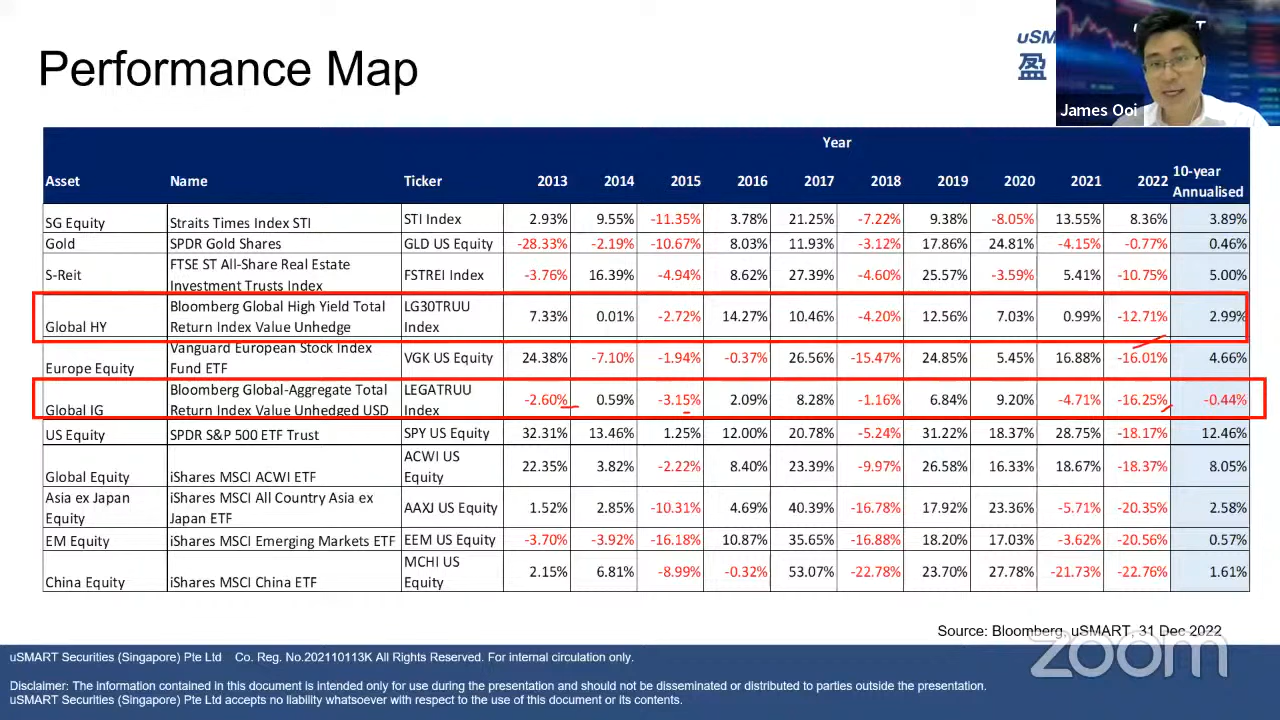 Performance Map
uSM
T
盈
James Ooi
Year
Asset Name Ticker 2013 2014 2015 2016 2017 2018 2019 2020 2021 2022 10-year Annualised
SG Equity Straits Times Index STI STI Index 2.93% 9.55% -11.35% 3.78% 21.25% -7.22% 9.38% -8.05% 13.55% 8.36% 3.89%
Gold SPDR Gold Shares GLD US Equity -28.33% -2.19% -10.67% 8.03% 11.93% -3.12% 17.86% 24.81% -4.15% -0.77% 0.46%
S-Reit FTSE ST All-Share Real Estate Investment Trusts Index FSTREI Index -3.76% 16.39% -4.94% 8.62% 27.39% -4.60% 25.57% -3.59% 5.41% -10.75% 5.00%
Global HY Bloomberg Global High Yield Total Return Index Value Unhedge LG30TRUU Index 7.33% 0.01% -2.72% 14.27% 10.46% -4.20% 12.56% 7.03% 0.99% -12.71% 2.99%
Europe Equity Vanguard European Stock Index Fund ETF VGK US Equity 24.38% -7.10% -1.94% -0.37% 26.56% -15.47% 24.85% 5.45% 16.88% -16.01% 4.66%
Global IG Bloomberg Global-Aggregate Total Return Index Value Unhedged USD LEGATRUU Index -2.60% 0.59% -3.15% 2.09% 8.28% -1.16% 6.84% 9.20% -4.71% -16.25% -0.44%
US Equity SPDR S&P 500 ETF Trust SPY US Equity 32.31% 13.46% 1.25% 12.00% 20.78% -5.24% 31.22% 18.37% 28.75% -18.17% 12.46%
Global Equity iShares MSCI ACWI ETF ACWI US Equity 22.35% 3.82% -2.22% 8.40% 23.39% -9.97% 26.58% 16.33% 18.67% -18.37% 8.05%
Asia ex Japan Equity iShares MSCI All Country Asia ex Japan ETF AAXJ US Equity 1.52% 2.85% -10.31% 4.69% 40.39% -16.78% 17.92% 23.36% -5.71% -20.35% 2.58%
EM Equity iShares MSCI Emerging Markets ETF EEM US Equity -3.70% -3.92% -16.18% 10.87% 35.65% -16.88% 18.20% 17.03% -3.62% -20.56% 0.57%
China Equity iShares MSCI China ETF MCHI US Equity 2.15% 6.81% -8.99% -0.32% 53.07% -22.78% 23.70% 27.78% -21.73% -22.76% 1.61%
Source: Bloomberg, uSMART, 31 Dec 2022
zoom
uSMART Securities (Singapore) Pte Ltd Co. Reg. No.202110113K All Rights Reserved. For internal circulation only.
Disclaimer: The information contained in this document is intended only for use during the presentation and should not be disseminated or distributed to parties outside the presentation.
uSMART Securities (Singapore) Pte Ltd accepts no liability whatsoever with respect to the use of this document or its contents.